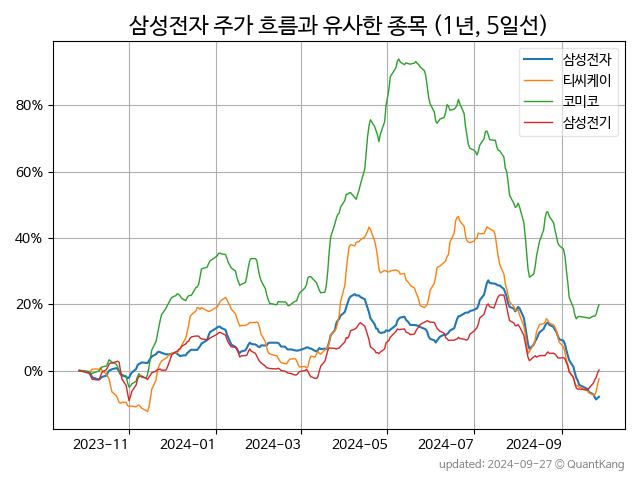 삼성전자 주가 흐름과 유사한 종목 (1년, 5일선)
삼성전자
티씨케이
코미코
삼성전기
80%
60%
40%
20%
0%
2023-11 2024-01 2024-03 2024-05 2024-07 2024-09
updated: 2024-09-27 © QuantKang